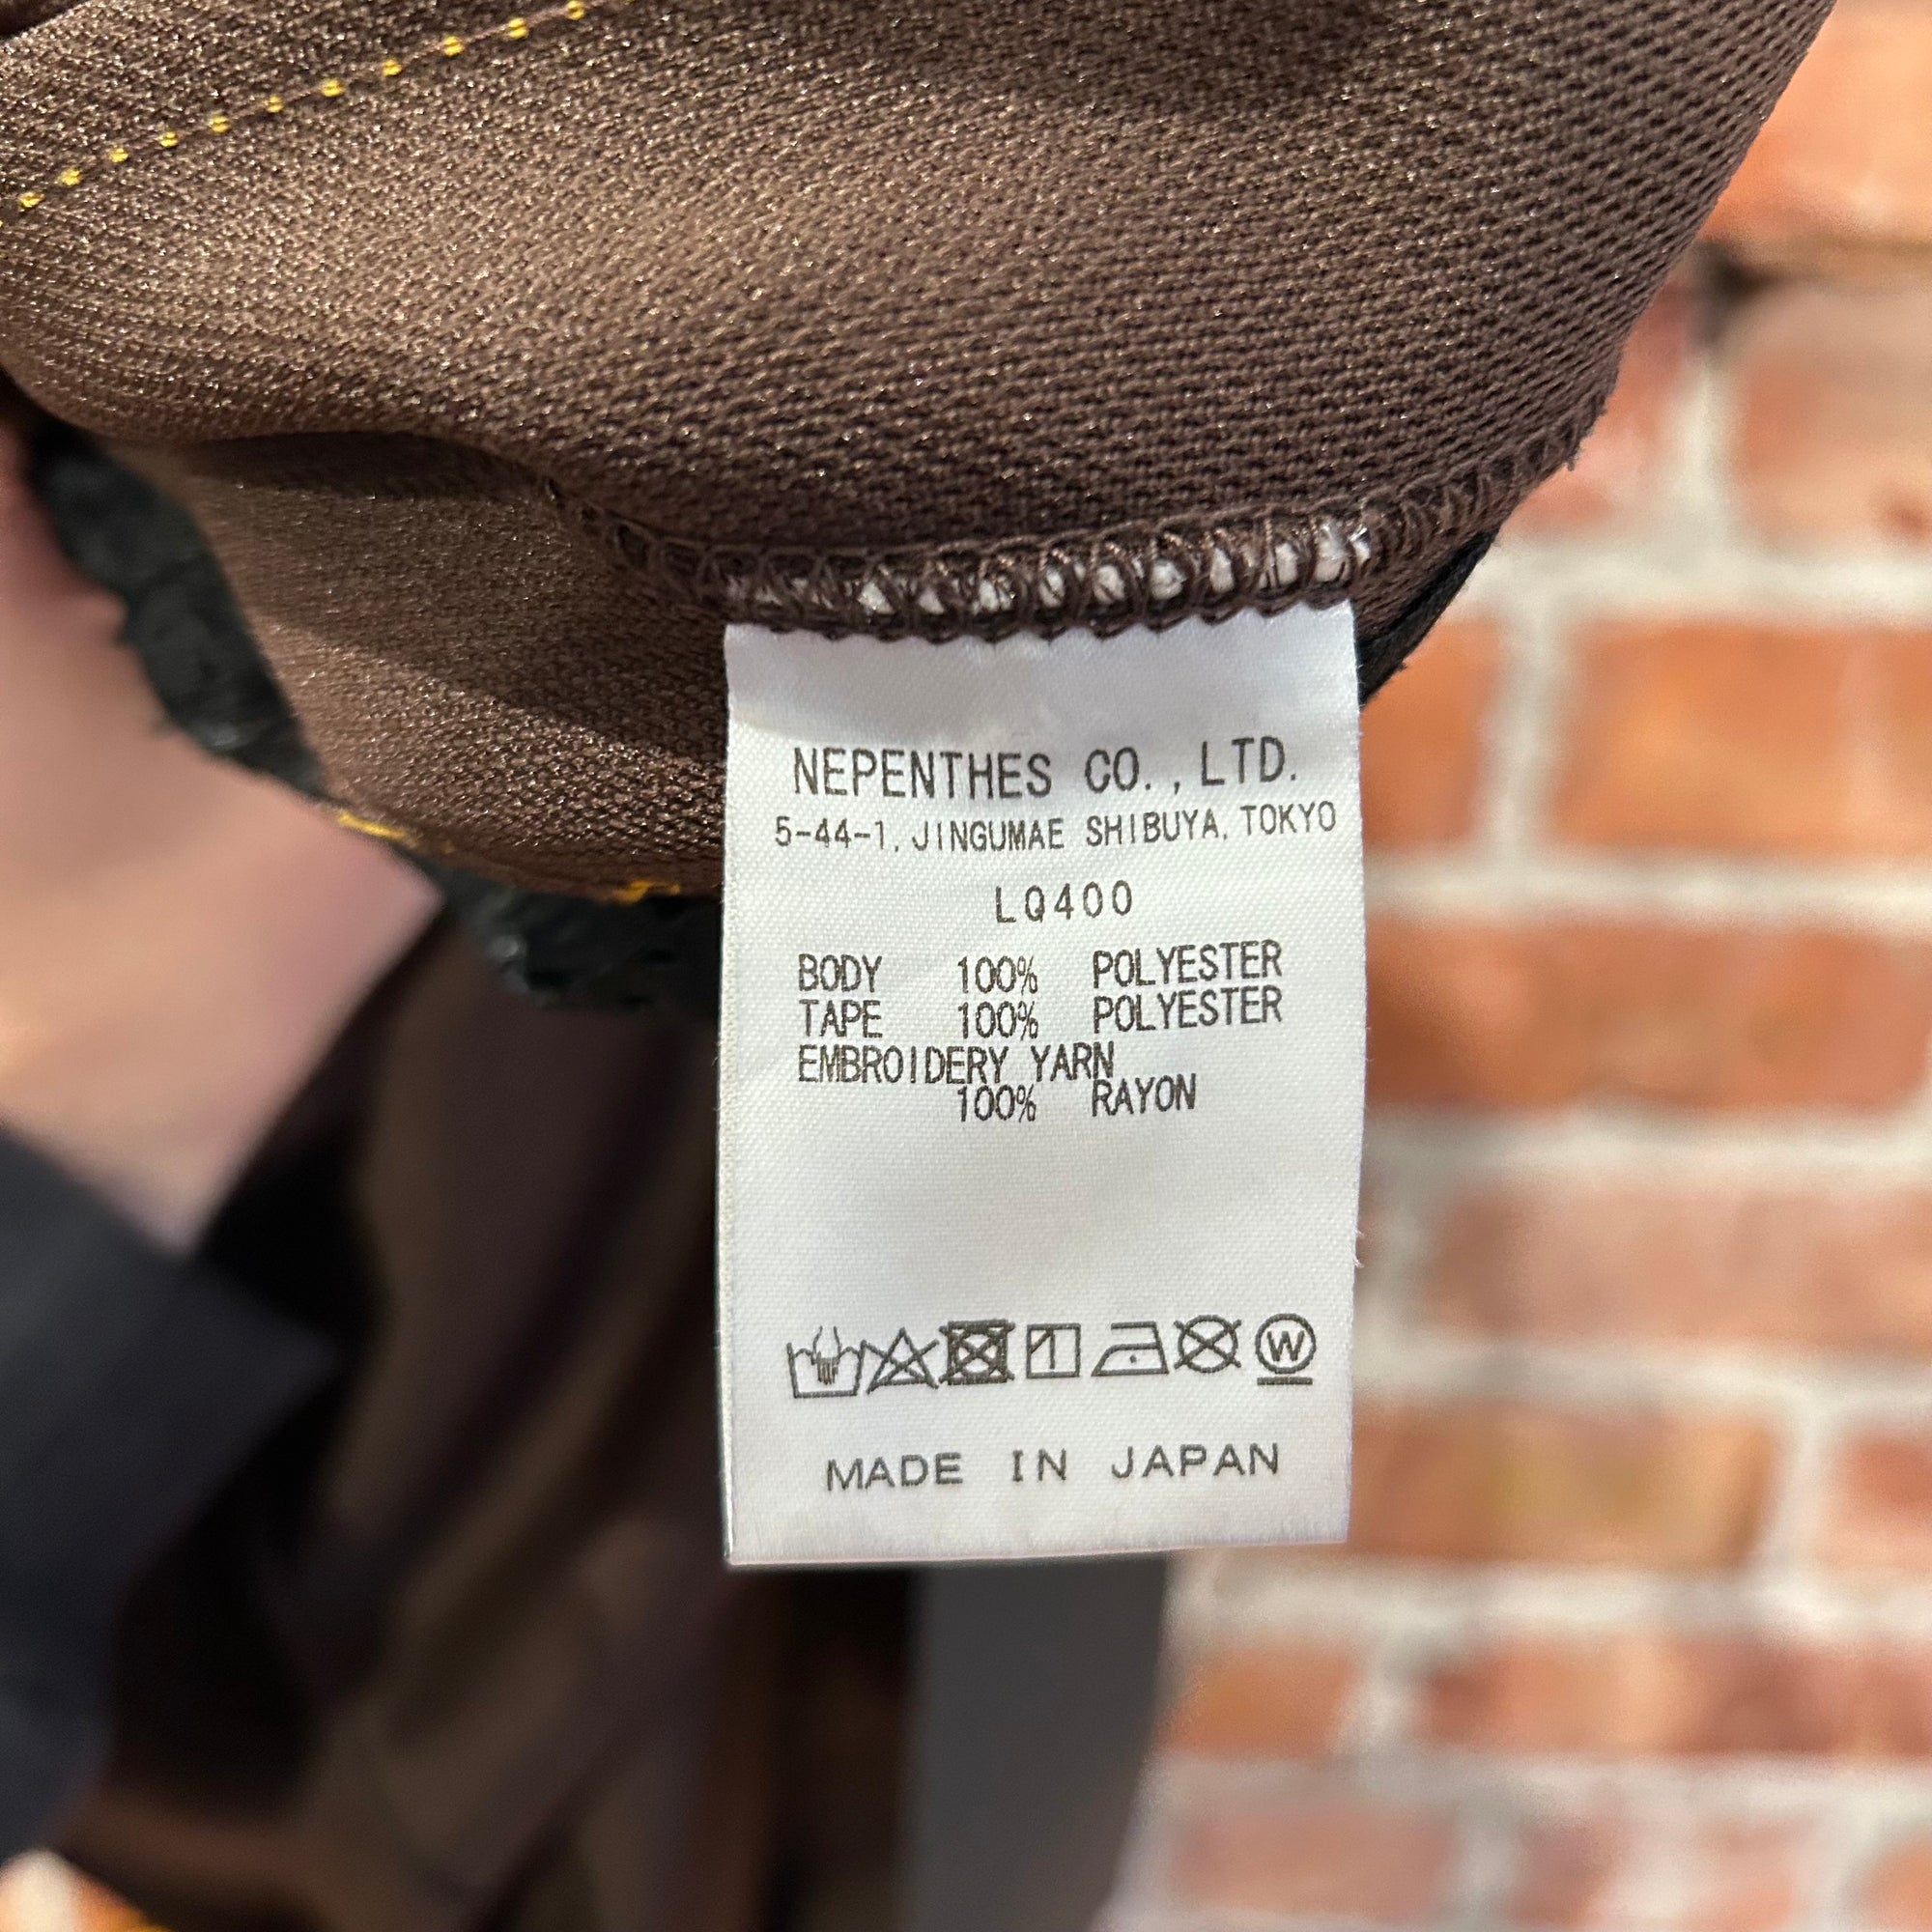 NEPENTHES CO.,LTD.
5-44-1, JINGUMAE SHIBUYA, TOKYO
LQ400
BODY 100% POLYESTER
TAPE 100% POLYESTER
EMBROIDERY YARN
100% RAYON
W
MADE IN JAPAN